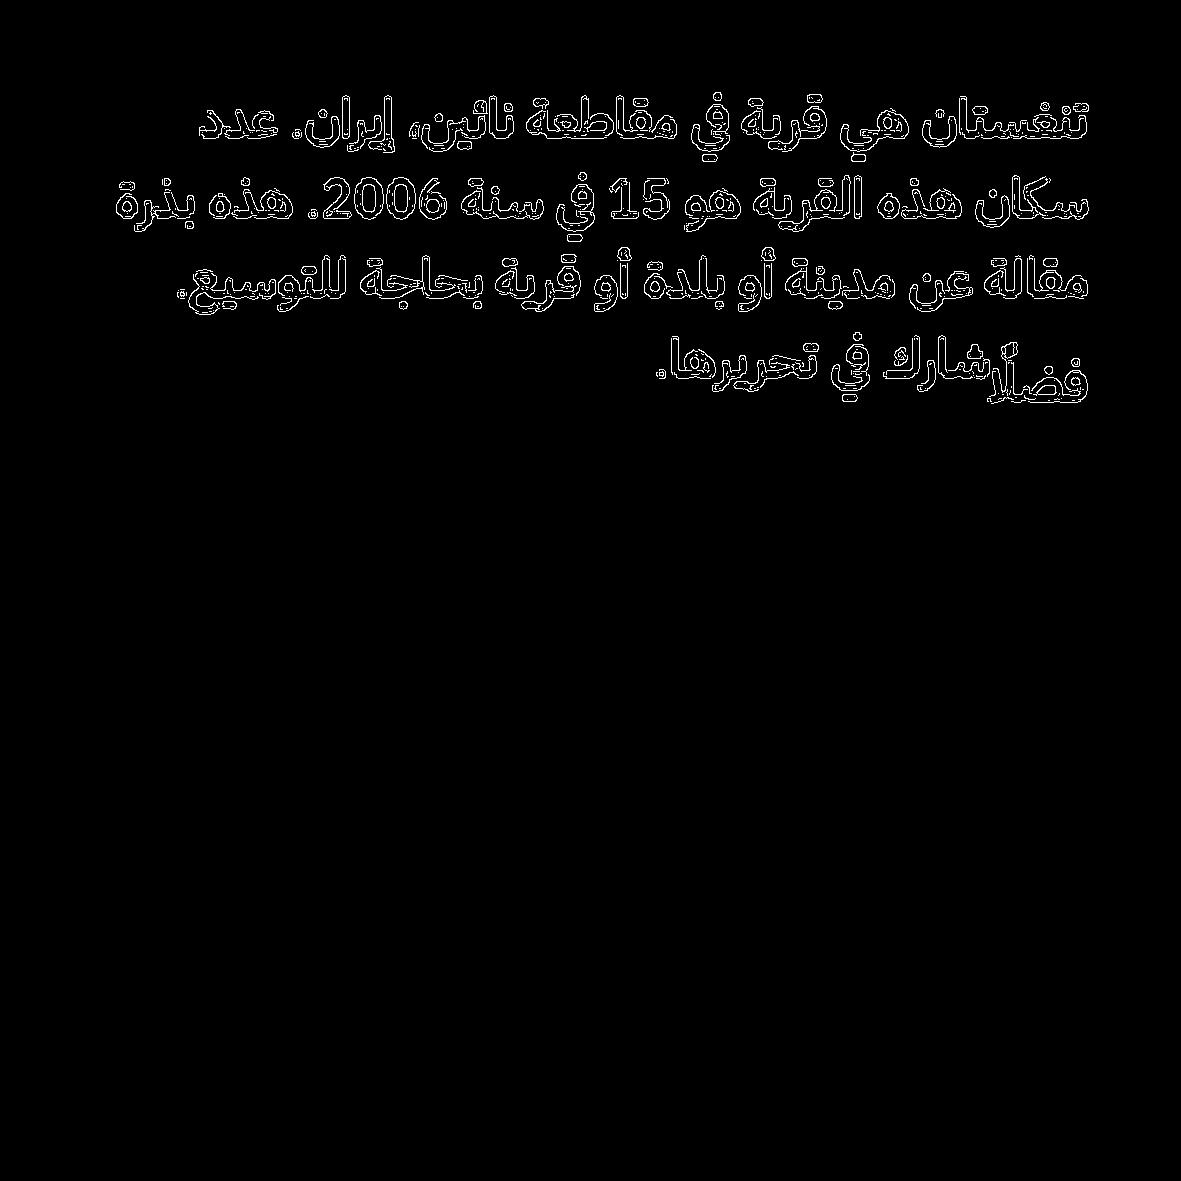 تنغستان هي قرية في مقاطعة نائين، إيران. عدد
سكان هذه القرية هو 15 في سنة 2006. هذه بذرة
مقالة عن مدينة أو بلدة أو قرية بحاجة للتوسيع.
فضلًا شارك في تحريرها.